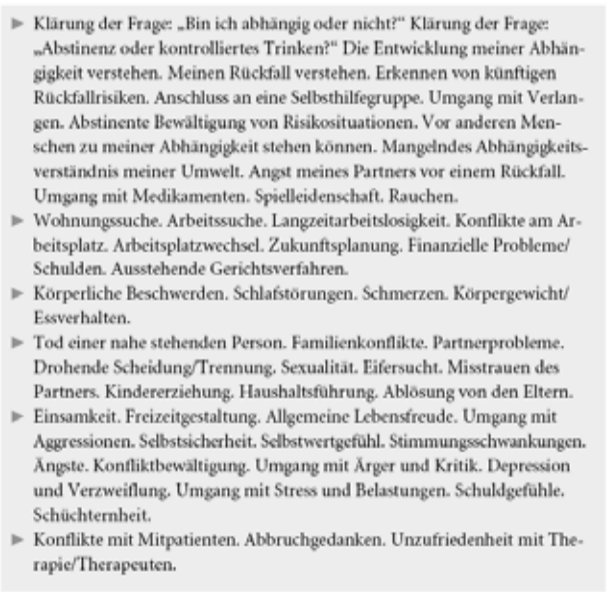 ► Klärung der Frage: „Bin ich abhängig oder nicht?“ Klärung der Frage:
„Abstinenz oder kontrolliertes Trinken?“ Die Entwicklung meiner Abhän-
gigkeit verstehen. Meinen Rückfall verstehen. Erkennen von künftigen
Rückfallrisiken. Anschluss an eine Selbsthilfegruppe. Umgang mit Verlan-
gen. Abstinente Bewältigung von Risikosituationen. Vor anderen Men-
schen zu meiner Abhängigkeit stehen können. Mangelndes Abhängigkeits-
verständnis meiner Umwelt. Angst meines Partners vor einem Rückfall.
Umgang mit Medikamenten. Spielleidenschaft. Rauchen.
► Wohnungssuche. Arbeitssuche. Langzeitarbeitslosigkeit. Konflikte am Ar-
beitsplatz. Arbeitsplatzwechsel. Zukunftsplanung. Finanzielle Probleme/
Schulden. Ausstehende Gerichtsverfahren.
► Körperliche Beschwerden. Schlafstörungen. Schmerzen. Körpergewicht/
Essverhalten.
► Tod einer nahe stehenden Person. Familienkonflikte. Partnerprobleme.
Drohende Scheidung/Trennung. Sexualität. Eifersucht. Misstrauen des
Partners. Kindererziehung. Haushaltsführung. Ablösung von den Eltern.
► Einsamkeit. Freizeitgestaltung. Allgemeine Lebensfreude. Umgang mit
Aggressionen. Selbstsicherheit. Selbstwertgefühl. Stimmungsschwankungen.
Ängste. Konfliktbewältigung. Umgang mit Ärger und Kritik. Depression
und Verzweiflung. Umgang mit Stress und Belastungen. Schuldgefühle.
Schüchternheit.
► Konflikte mit Mitpatienten. Abbruchgedanken. Unzufriedenheit mit The-
rapie/Therapeuten.